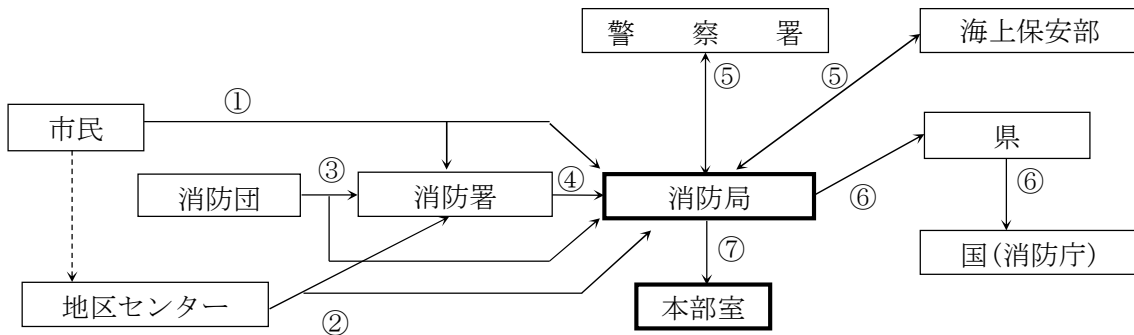 警察署
海上保安部
⑤
⑤
①
市民
県
③
④
消防団
消防署
消防局
⑥
⑥
⑦
国(消防庁)
地区センター
②
本部室